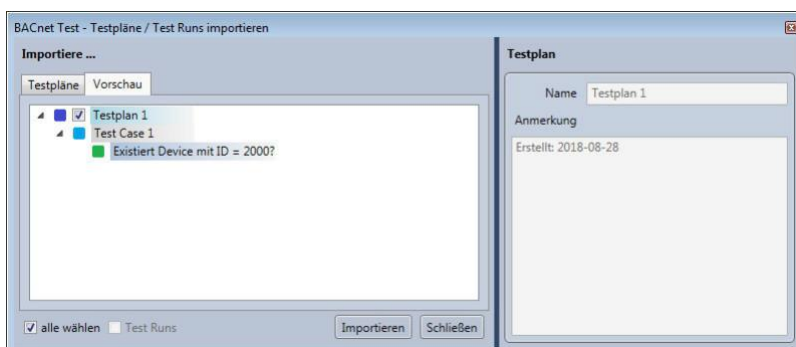 BACnet Test - Testpläne / Test Runs importieren
Importiere ...
Testpläne Vorschau
Testplan 1
Test Case 1
Existiert Device mit ID = 2000?
alle wählen Test Runs Importieren Schließen
Testplan
Name Testplan 1
Anmerkung
Erstellt: 2018-08-28